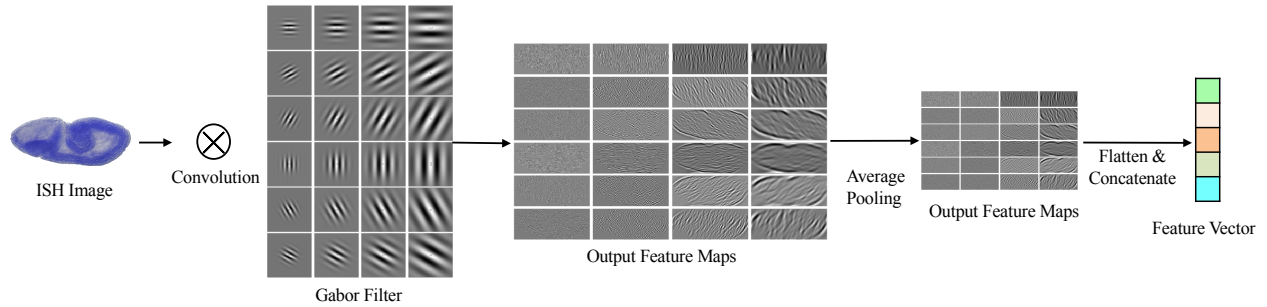 ISH Image
Convolution
Gabor Filter
Output Feature Maps
Average
Pooling
Output Feature Maps
Flatten &
Concatenate
Feature Vector